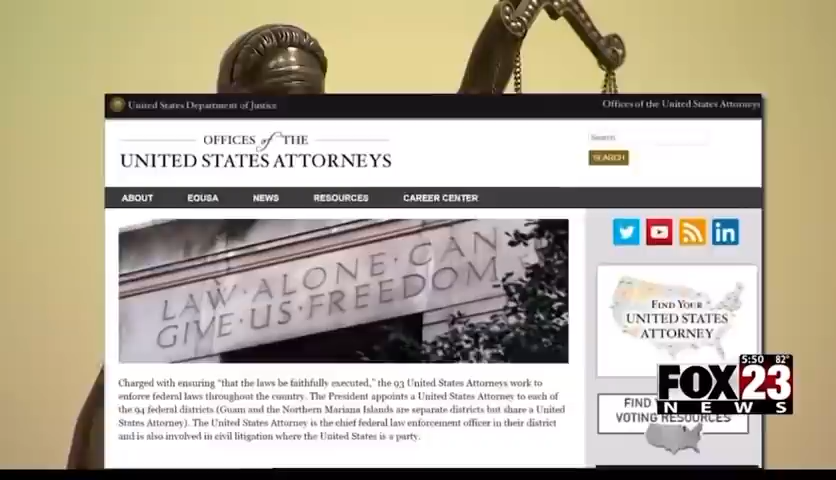 United States Department of Justice
Offices of the United States Attorneys
OFFICES of THE
UNITED STATES ATTORNEYS
Search
SEARCH
ABOUT EOUSA NEWS RESOURCES CAREER CENTER
LAW·ALONE·CAN
GIVE·US·FREEDOM
FIND YOUR
UNITED STATES
ATTORNEY
Charged with ensuring "that the laws be faithfully executed," the 93 United States Attorneys work to
enforce federal laws throughout the country. The President appoints a United States Attorney to each of
the 94 federal districts (Guam and the Northern Mariana Islands are separate districts but share a United
States Attorney). The United States Attorney is the chief federal law enforcement officer in their district
and is also involved in civil litigation where the United States is a party.
5:50 82°
FOX23
NEWS
FIND
VOTING RESOURCES